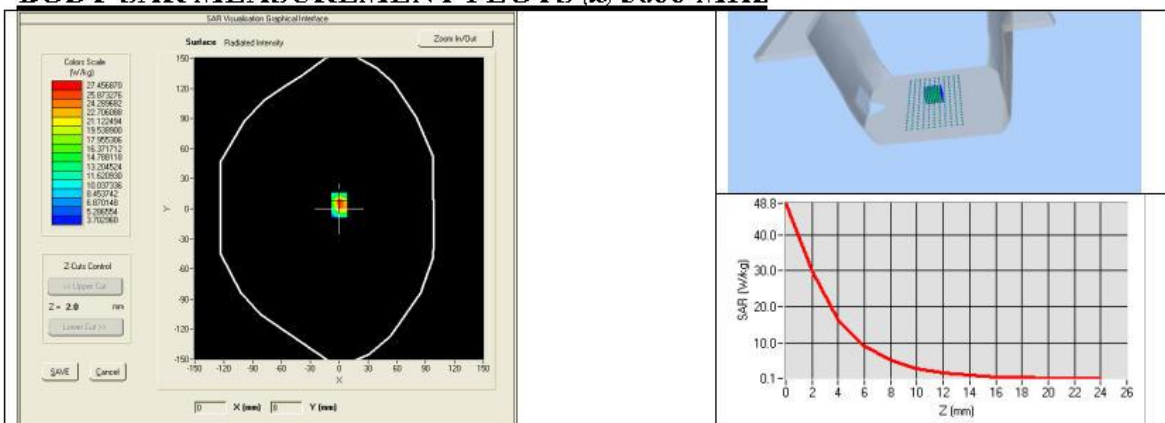 BODY SAR MEASUREMENT PLOTS @
SAR Visualisation Graphical Interface
Surface Radiated Intensity
Zoom In/Out
Colors Scale
(W/kg)
27.456870
25.873276
24.289682
22.706088
21.122494
19.538900
17.955306
16.371712
14.788118
13.204524
11.620930
10.037336
8.453742
6.870148
5.286554
3.702960
150
120
90
60
30
0
-30
-60
-90
-120
-150
Y
-150 -120 -90 -60 -30 0 30 60 90 120 150
X
Z-Cuts Control
<< Upper Cut
Z = 2.0 mm
Lower Cut >>
SAVE Cancel
0 X (mm) 0 Y (mm)
48.8
40.0
30.0
20.0
10.0
0.1
SAR (W/kg)
0 2 4 6 8 10 12 14 16 18 20 22 24 26
Z (mm)